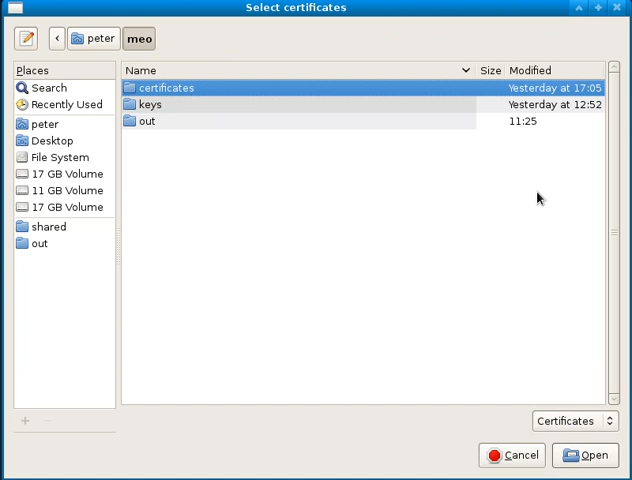 Select certificates
peter meo
Places
Search
Recently Used
peter
Desktop
File System
17 GB Volume
11 GB Volume
17 GB Volume
shared
out
Name Size Modified
certificates Yesterday at 17:05
keys Yesterday at 12:52
out 11:25
Certificates
Cancel Open